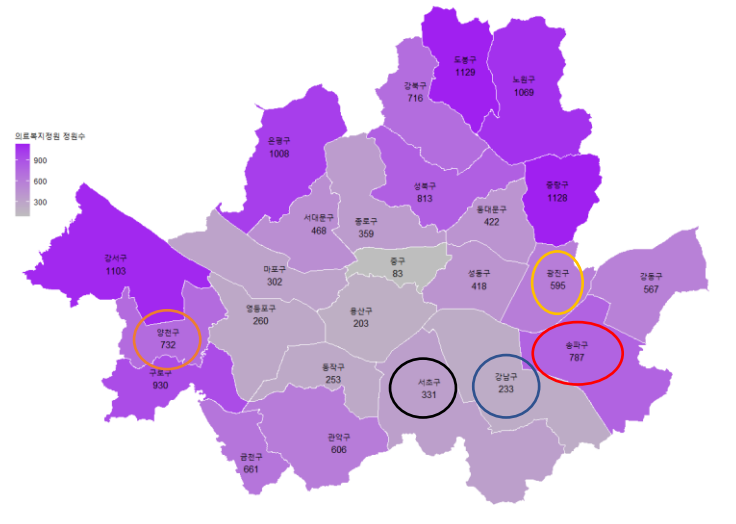 도봉구
1129
노원구
1069
강북구
716
은평구
1008
의료복지정원 정원수
900
600
300
성북구
813
중랑구
1128
서대문구
468
종로구
359
동대문구
422
강서구
1103
마포구
302
중구
83
성동구
418
광진구
595
강동구
567
영등포구
260
용산구
203
양천구
732
송파구
787
구로구
930
동작구
253
서초구
331
강남구
233
관악구
606
금천구
661